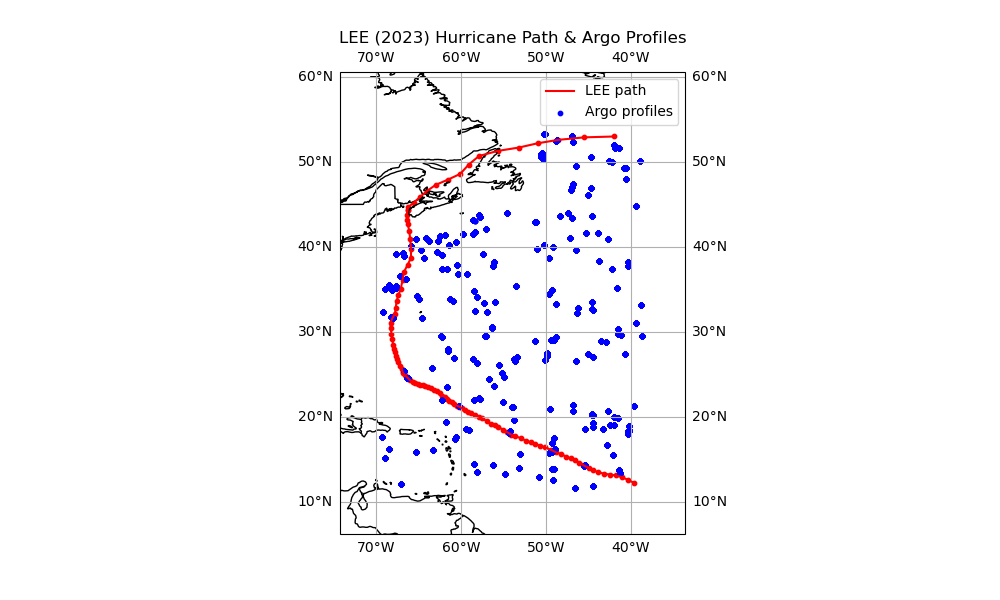 LEE (2023) Hurricane Path & Argo Profiles
70°W 60°W 50°W 40°W
60°N 60°N
LEE path
Argo profiles
50°N 50°N
40°N 40°N
30°N 30°N
20°N 20°N
10°N 10°N
70°W 60°W 50°W 40°W